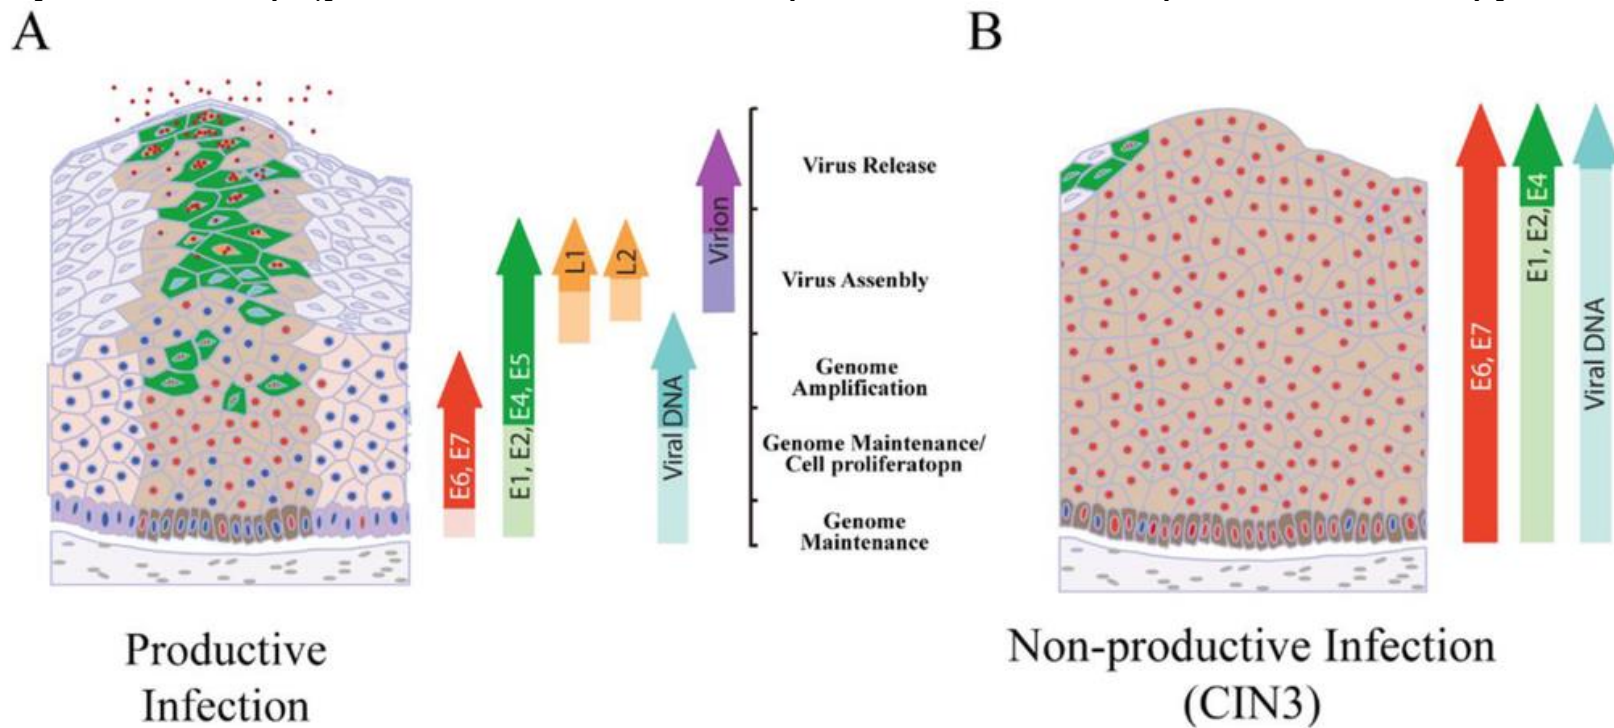 A
B
E6, E7
E1, E2, E4, E5
L1
L2
Viral DNA
Virion
Virus Release
Virus Assenbly
Genome
Amplification
Genome Maintenance/
Cell proliferatopn
Genome
Maintenance
E6, E7
E1, E2, E4
Viral DNA
Productive
Infection
Non-productive Infection
(CIN3)